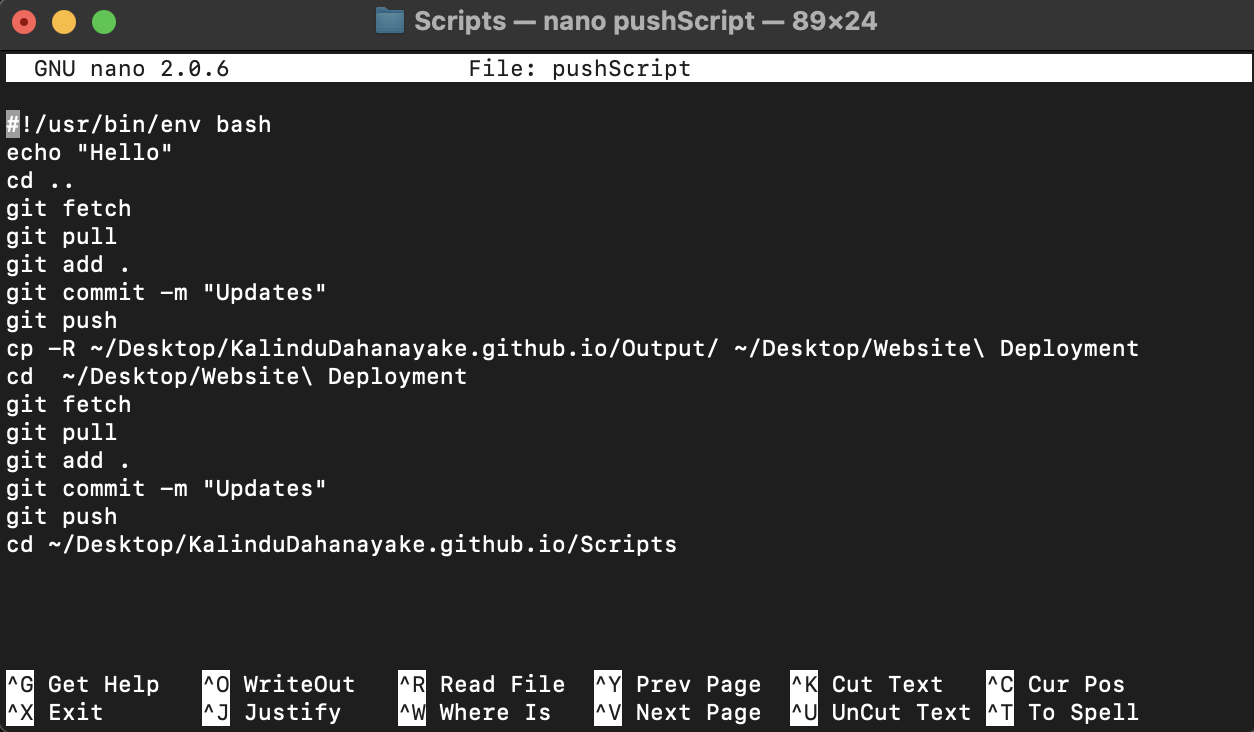 Scripts — nano pushScript — 89×24
GNU nano 2.0.6 File: pushScript
#!/usr/bin/env bash
echo "Hello"
cd ..
git fetch
git pull
git add .
git commit -m "Updates"
git push
cp -R ~/Desktop/KalinduDahanayake.github.io/Output/ ~/Desktop/Website\ Deployment
cd  ~/Desktop/Website\ Deployment
git fetch
git pull
git add .
git commit -m "Updates"
git push
cd ~/Desktop/KalinduDahanayake.github.io/Scripts
^G Get Help ^O WriteOut ^R Read File ^Y Prev Page ^K Cut Text ^C Cur Pos
^X Exit ^J Justify ^W Where Is ^V Next Page ^U UnCut Text ^T To Spell